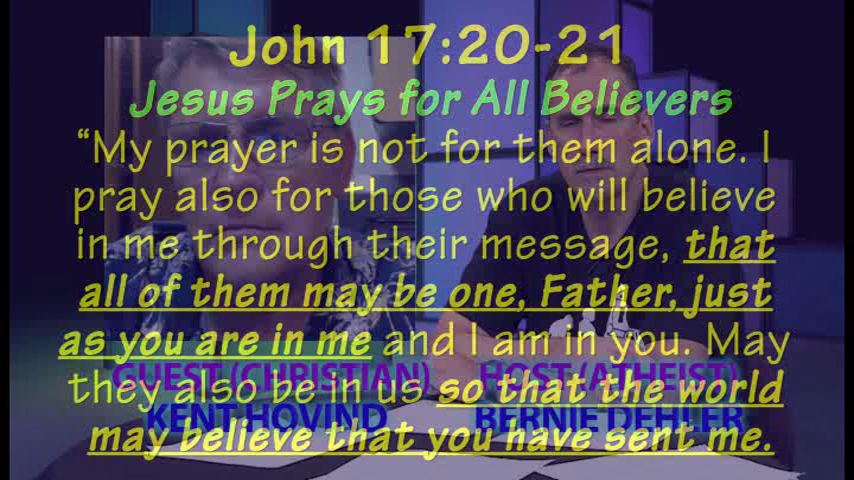 John 17:20-21
Jesus Prays for All Believers
“My prayer is not for them alone. I
pray also for those who will believe
in me through their message, that
all of them may be one, Father, just
as you are in me and I am in you. May
they also be in us so that the world
may believe that you have sent me.
GUEST (CHRISTIAN)
KENT HOVIND
HOST (ATHEIST)
BERNIE DEHLER